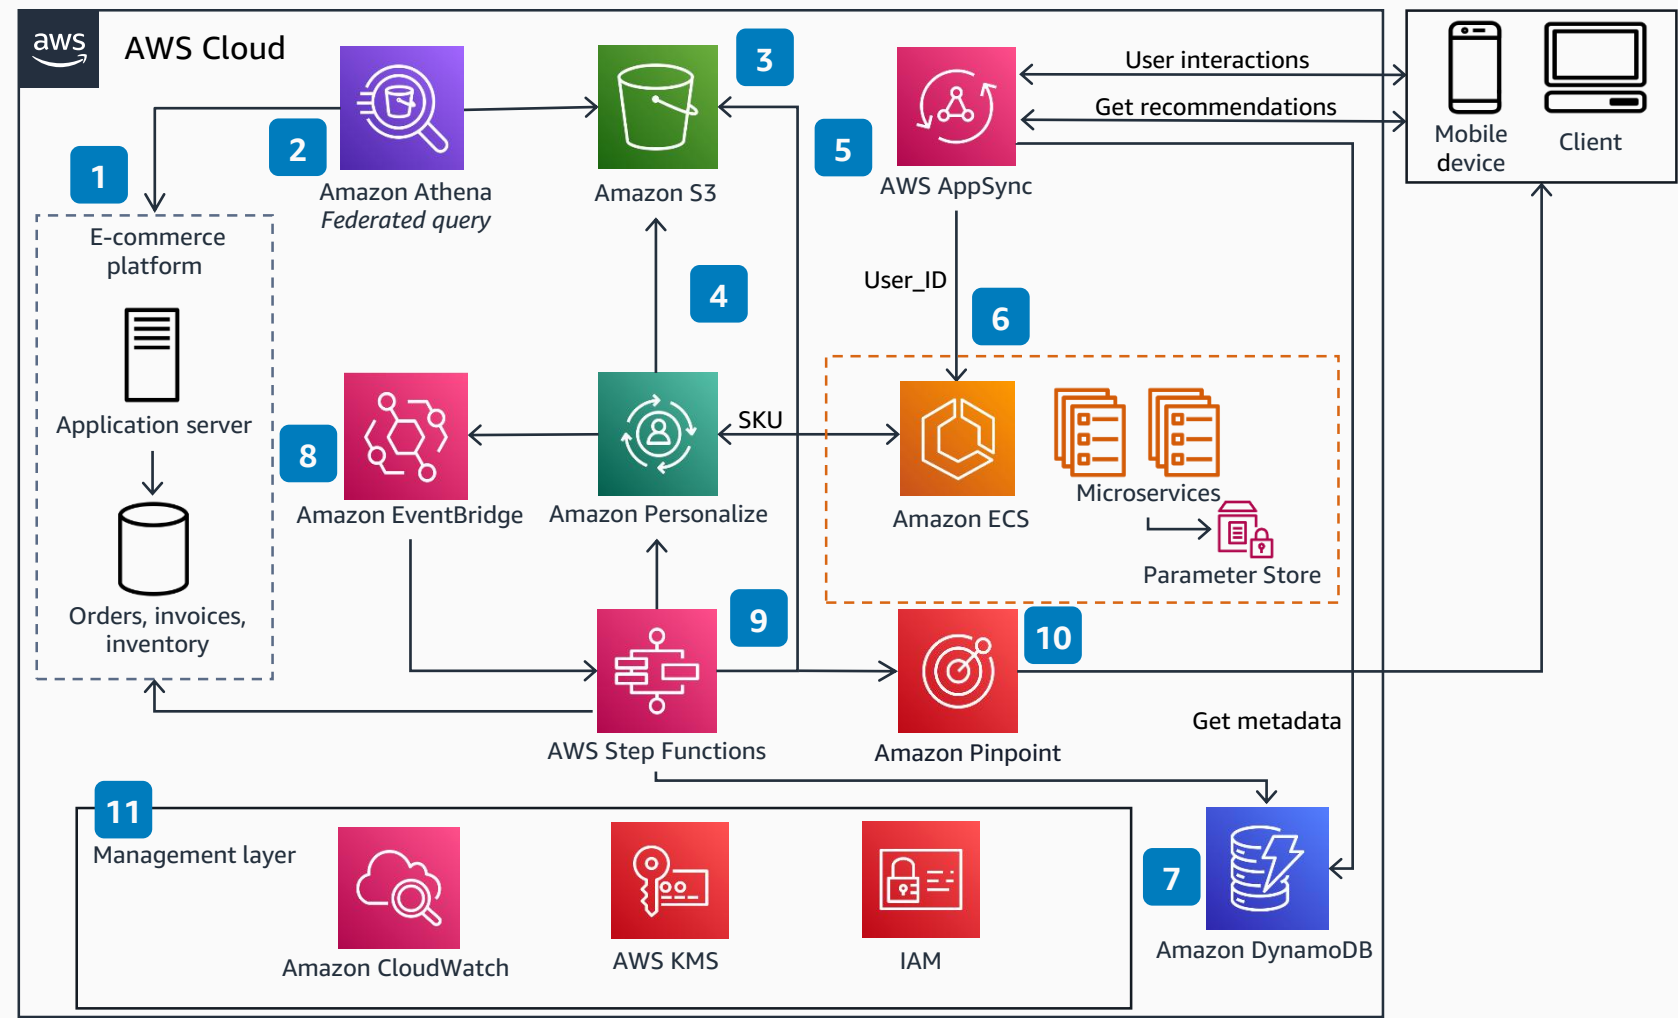 aws
AWS Cloud
3
User interactions
Get recommendations
Mobile
device
Client
2
5
1
Amazon Athena
Federated query
Amazon S3
AWS AppSync
E-commerce
platform
4
User_ID
6
Application server
8
SKU
Amazon EventBridge
Amazon Personalize
Amazon ECS
Microservices
Parameter Store
Orders, invoices,
inventory
9
10
AWS Step Functions
Amazon Pinpoint
Get metadata
11
Management layer
7
Amazon CloudWatch
AWS KMS
IAM
Amazon DynamoDB